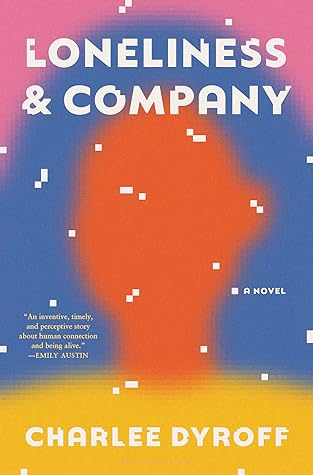 LONELINESS
& COMPANY
A NOVEL
“An inventive, timely,
and perceptive story
about human connection
and being alive.”
—EMILY AUSTIN
CHARLEE DYROFF